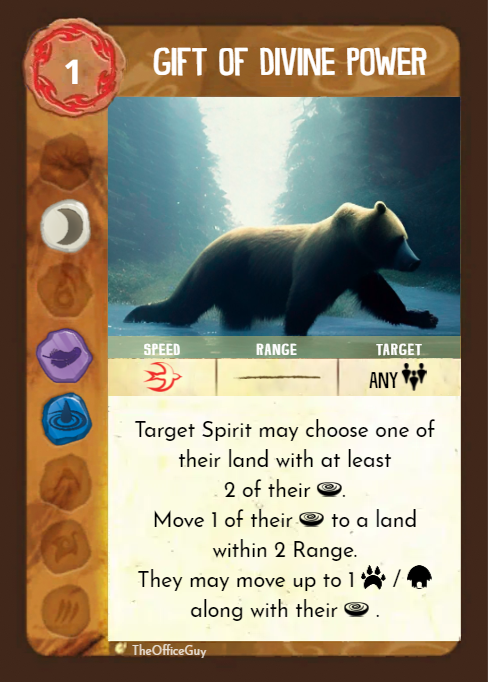 1
GIFT OF DIVINE POWER
SPEED RANGE TARGET
ANY
Target Spirit may choose one of
their land with at least
2 of their .
Move 1 of their to a land
within 2 Range.
They may move up to 1 /
along with their .
TheOfficeGuy